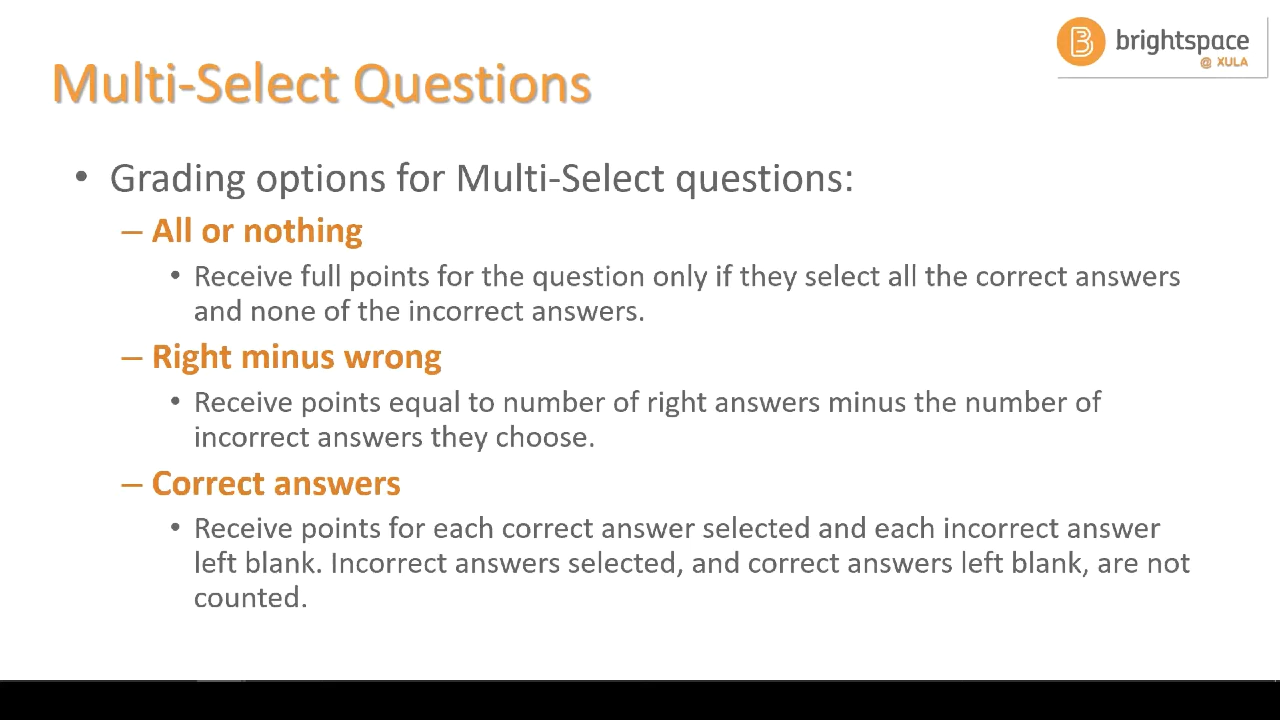 brightspace
@ XULA
Multi-Select Questions
• Grading options for Multi-Select questions:
– All or nothing
• Receive full points for the question only if they select all the correct answers
and none of the incorrect answers.
– Right minus wrong
• Receive points equal to number of right answers minus the number of
incorrect answers they choose.
– Correct answers
• Receive points for each correct answer selected and each incorrect answer
left blank. Incorrect answers selected, and correct answers left blank, are not
counted.